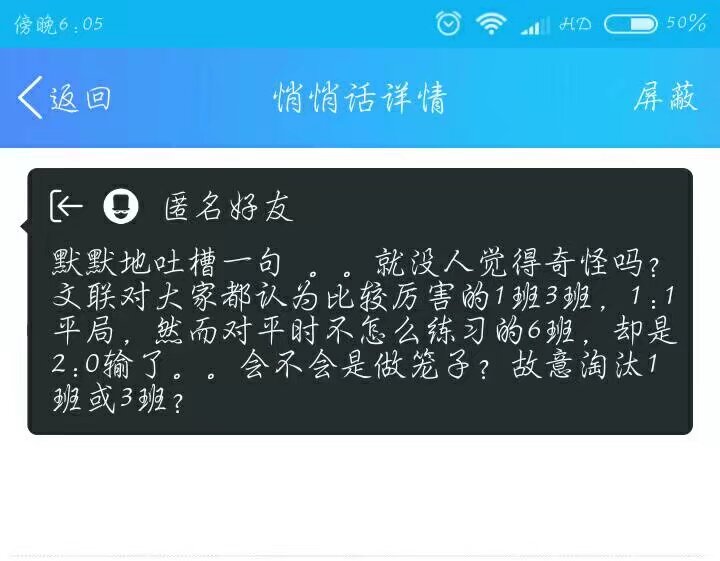 傍晚6:05
HD
50%
返回
悄悄话详情
屏蔽
匿名好友
默默地吐槽一句 。。就没人觉得奇怪吗?
文联对大家都认为比较厉害的1班3班，1:1
平局，然而对平时不怎么练习的6班，却是
2:0输了。。会不会是做笼子？故意淘汰1
班或3班？